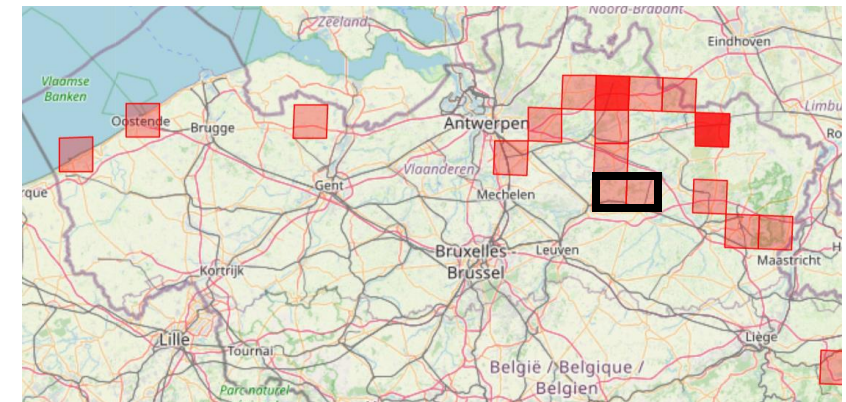 Noord-Brabant
Zeeland
Eindhoven
Vlaamse
Banken
Limbu
Oostende
Brugge
Antwerpen
Ro
Vlaanderen
rque
Gent
Mechelen
Bruxelles -
Brussel
Leuven
H
Maastricht
Kortrijk
Lille
Tournai
Liège
België / Belgique /
Belgien
Parc naturel